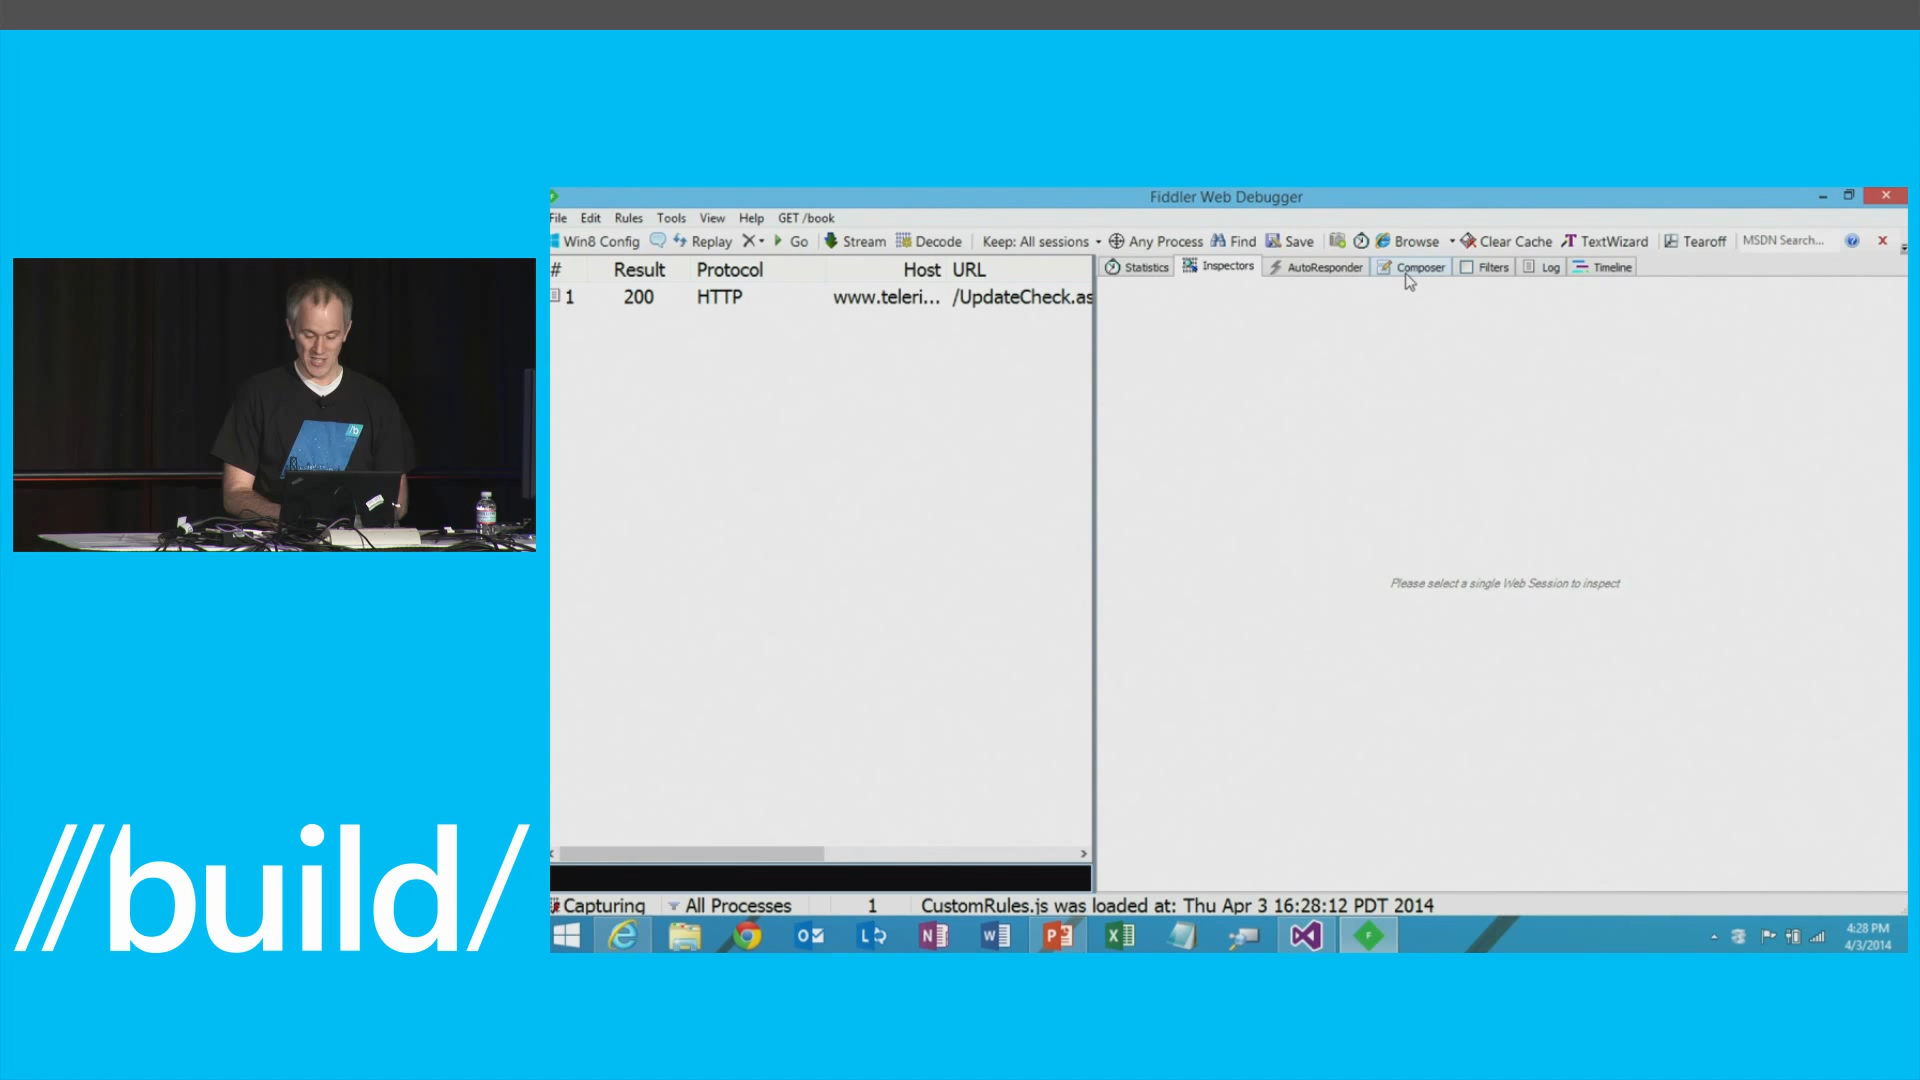 Fiddler Web Debugger
File Edit Rules Tools View Help GET /book
Win8 Config Replay Go Stream Decode Keep: All sessions Any Process Find Save Browse Clear Cache TextWizard Tearoff MSDN Search...
# Result Protocol Host URL
Statistics Inspectors AutoResponder Composer Filters Log Timeline
1 200 HTTP www.teleri... /UpdateCheck.as
Please select a single Web Session to inspect
//build/
Capturing All Processes 1 CustomRules.js was loaded at: Thu Apr 3 16:28:12 PDT 2014
4:28 PM
4/3/2014